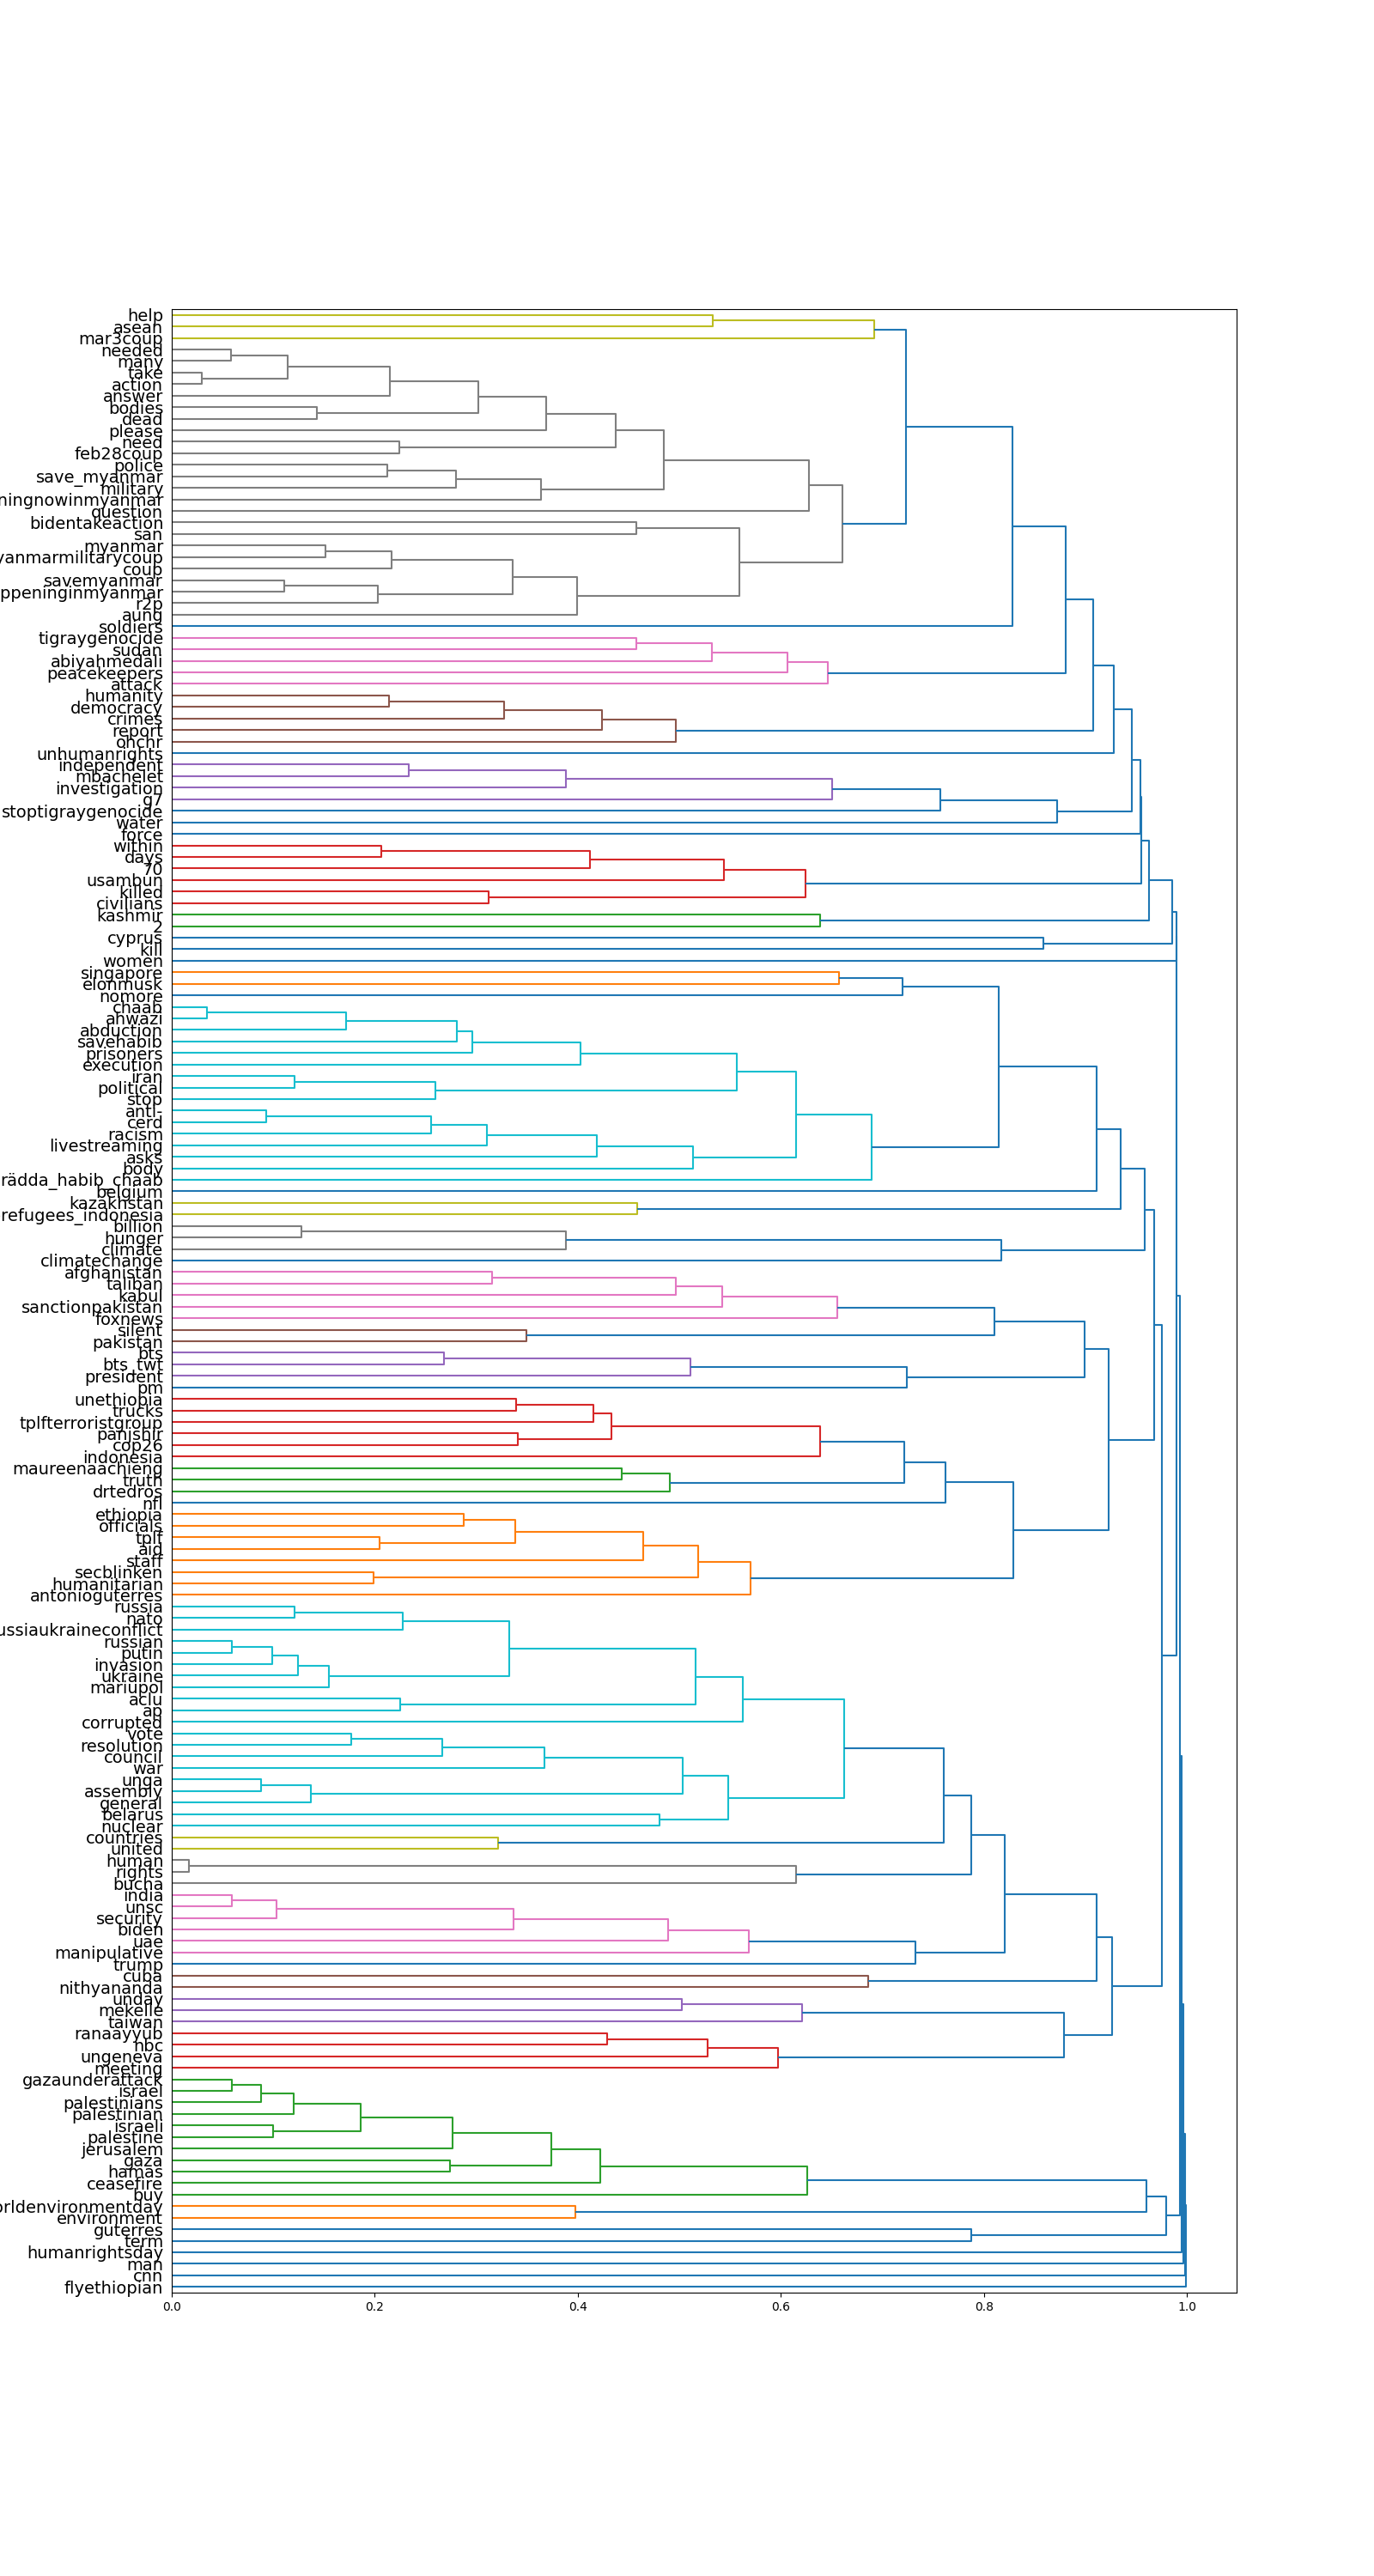 help
asean
mar3coup
needed
many
take
action
answer
bodies
dead
please
need
feb28coup
police
save_myanmar
military
ningnowinmyanmar
question
bidentakeaction
san
myanmar
yanmarmilitarycoup
coup
savemyanmar
ppeninginmyanmar
r2p
aung
soldiers
tigraygenocide
sudan
abiyahmedali
peacekeepers
attack
humanity
democracy
crimes
report
ohchr
unhumanrights
independent
mbachelet
investigation
g7
stoptigraygenocide
water
force
within
days
70
usambun
killed
civilians
kashmir
2
cyprus
kill
women
singapore
elonmusk
nomore
chaab
ahwazi
abduction
savehabib
prisoners
execution
iran
political
stop
anti-
cerd
racism
livestreaming
asks
body
rädda_habib_chaab
belgium
kazakhstan
refugees_indonesia
billion
hunger
climate
climatechange
afghanistan
taliban
kabul
sanctionpakistan
foxnews
silent
pakistan
bts
bts_twt
president
pm
unethiopia
trucks
tplfterroristgroup
panjshir
cop26
indonesia
maureenaachieng
truth
drtedros
nfl
ethiopia
officials
tplf
aid
staff
secblinken
humanitarian
antonioguterres
russia
nato
ussiaukraineconflict
russian
putin
invasion
ukraine
mariupol
aclu
ap
corrupted
vote
resolution
council
war
unga
assembly
general
belarus
nuclear
countries
united
human
rights
bucha
india
unsc
security
biden
uae
manipulative
trump
cuba
nithyananda
unday
mekelle
taiwan
ranaayyub
nbc
ungeneva
meeting
gazaunderattack
israel
palestinians
palestinian
israeli
palestine
jerusalem
gaza
hamas
ceasefire
buy
orldenvironmentday
environment
guterres
term
humanrightsday
man
cnn
flyethiopian
0.0 0.2 0.4 0.6 0.8 1.0